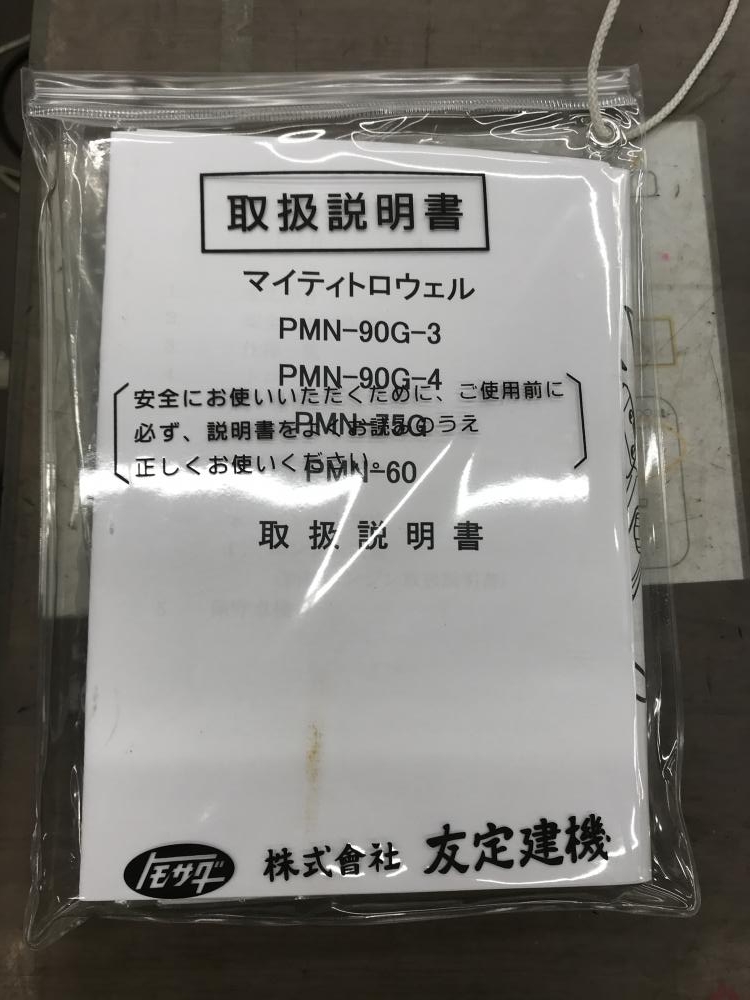 取扱説明書
マイティトロウェル
PMN-90G-3
PMN-90G-4
安全にお使いいただくために、ご使用前に
PMN-75G
必ず、説明書をよくお読みのうえ
正しくお使いください。
PMN-60
取扱説明書
トモサダ
株式會社 友定建機